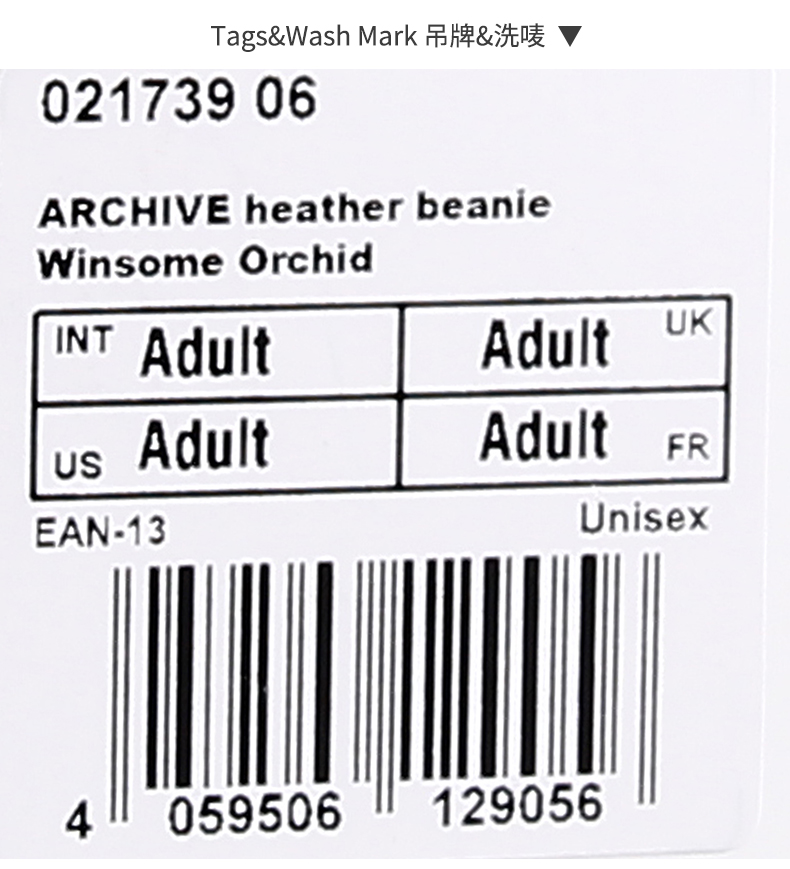 Tags&Wash Mark 吊牌&洗唛 ▼
021739 06
ARCHIVE heather beanie
Winsome Orchid
INT Adult Adult UK
US Adult Adult FR
EAN-13 Unisex
4 059506 129056